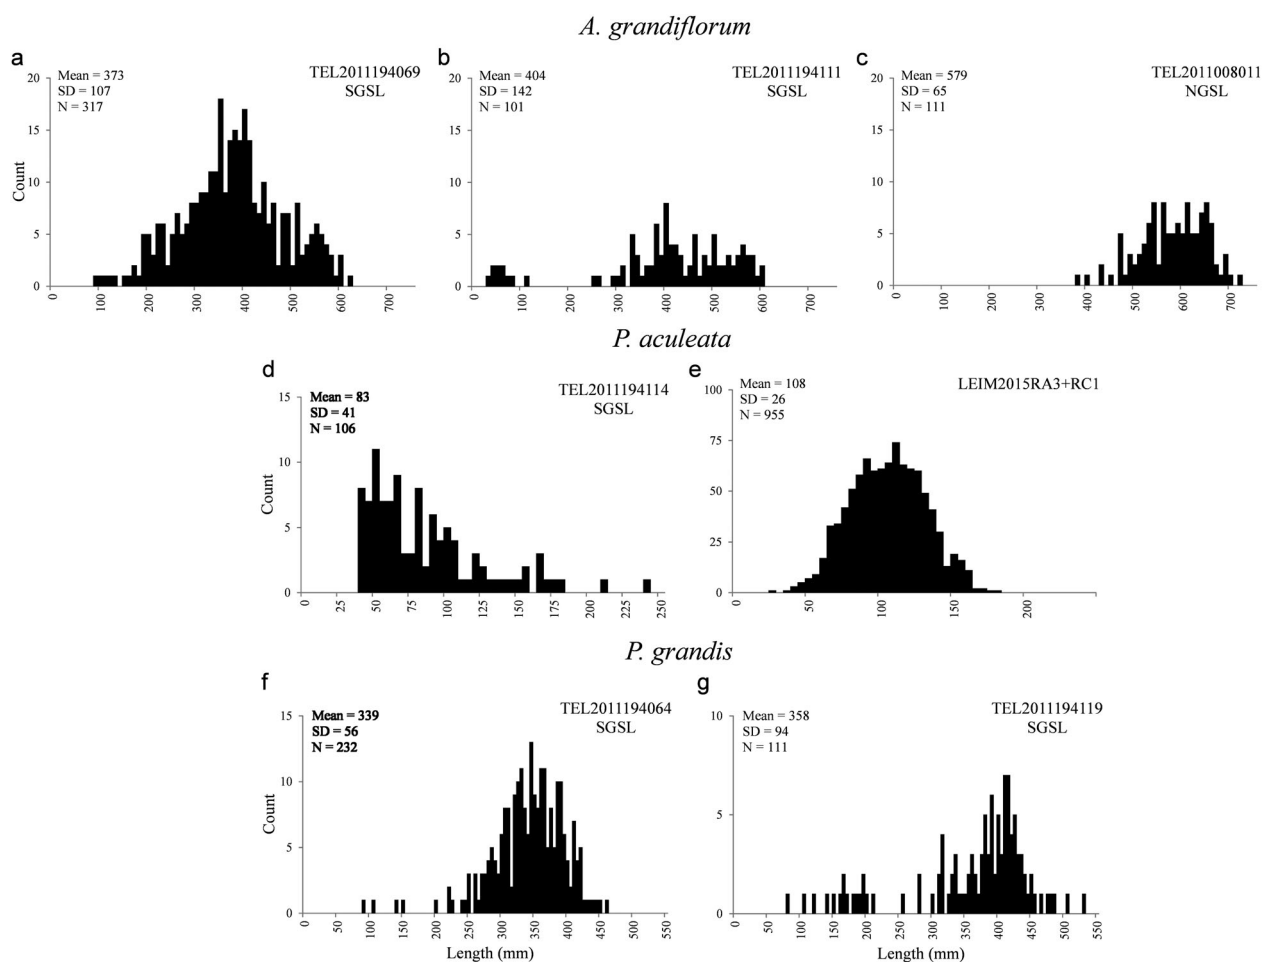 A. grandiflorum
a
Mean = 373
SD = 107
N = 317
TEL2011194069
SGSL
Count
20
15
10
5
0
0 100 200 300 400 500 600 700
b
Mean = 404
SD = 142
N = 101
TEL2011194111
SGSL
20
15
10
5
0
0 100 200 300 400 500 600 700
c
Mean = 579
SD = 65
N = 111
TEL2011008011
NGSL
20
15
10
5
0
0 100 200 300 400 500 600 700
P. aculeata
d
Mean = 83
SD = 41
N = 106
TEL2011194114
SGSL
Count
15
10
5
0
0 25 50 75 100 125 150 175 200 225 250
e
Mean = 108
SD = 26
N = 955
LEIM2015RA3+RC1
100
75
50
25
0
0 50 100 150 200
P. grandis
f
Mean = 339
SD = 56
N = 232
TEL2011194064
SGSL
Count
15
10
5
0
0 50 100 150 200 250 300 350 400 450 500 550
Length (mm)
g
Mean = 358
SD = 94
N = 111
TEL2011194119
SGSL
10
5
0
0 50 100 150 200 250 300 350 400 450 500 550
Length (mm)